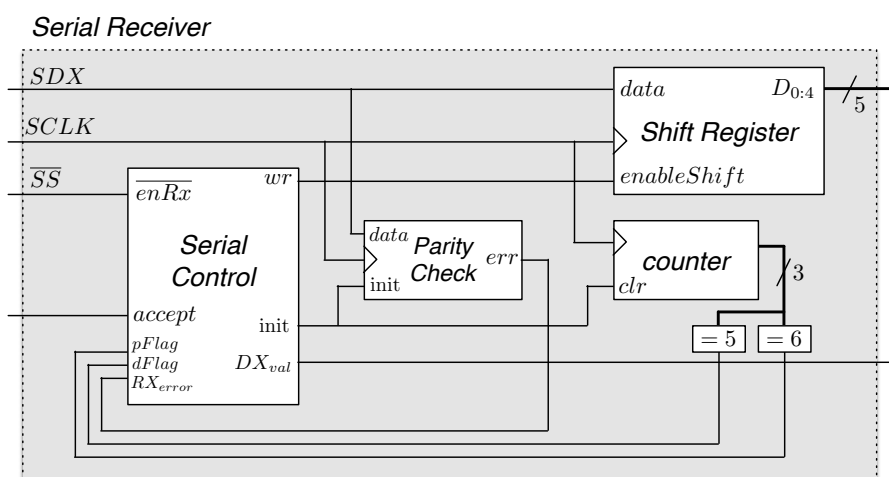 Serial Receiver
SDX
SCLK
SS
enRx
wr
Serial
Control
accept
init
pFlag
dFlag
RXerror
DXval
data
D0:4
Shift Register
enableShift
5
data
Parity
Check
err
init
counter
clr
3
= 5
= 6